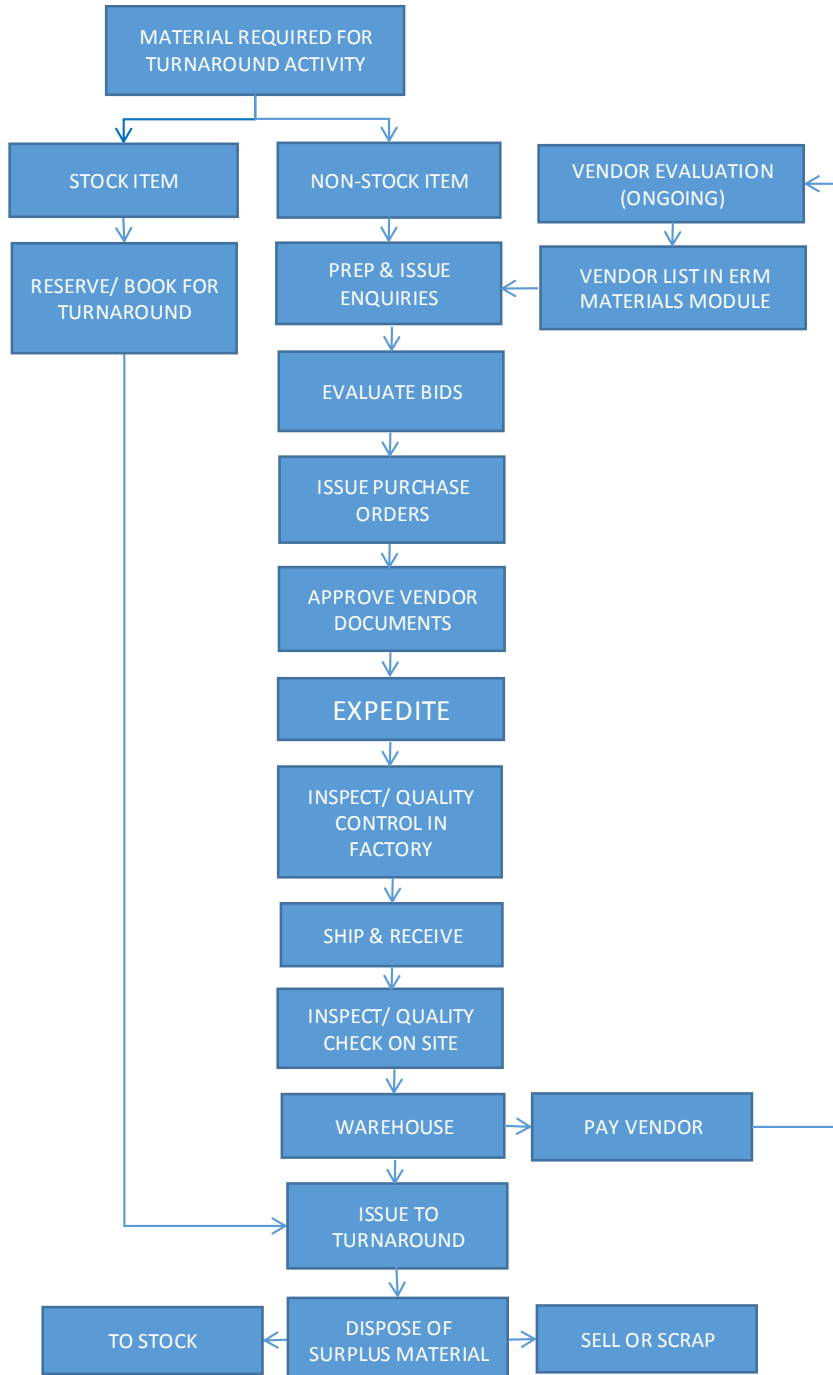 MATERIAL REQUIRED FOR
TURNAROUND ACTIVITY
STOCK ITEM
NON-STOCK ITEM
VENDOR EVALUATION
(ONGOING)
RESERVE/ BOOK FOR
TURNAROUND
PREP & ISSUE
ENQUIRIES
VENDOR LIST IN ERM
MATERIALS MODULE
EVALUATE BIDS
ISSUE PURCHASE
ORDERS
APPROVE VENDOR
DOCUMENTS
EXPEDITE
INSPECT/ QUALITY
CONTROL IN
FACTORY
SHIP & RECEIVE
INSPECT/ QUALITY
CHECK ON SITE
WAREHOUSE
PAY VENDOR
ISSUE TO
TURNAROUND
TO STOCK
DISPOSE OF
SURPLUS MATERIAL
SELL OR SCRAP